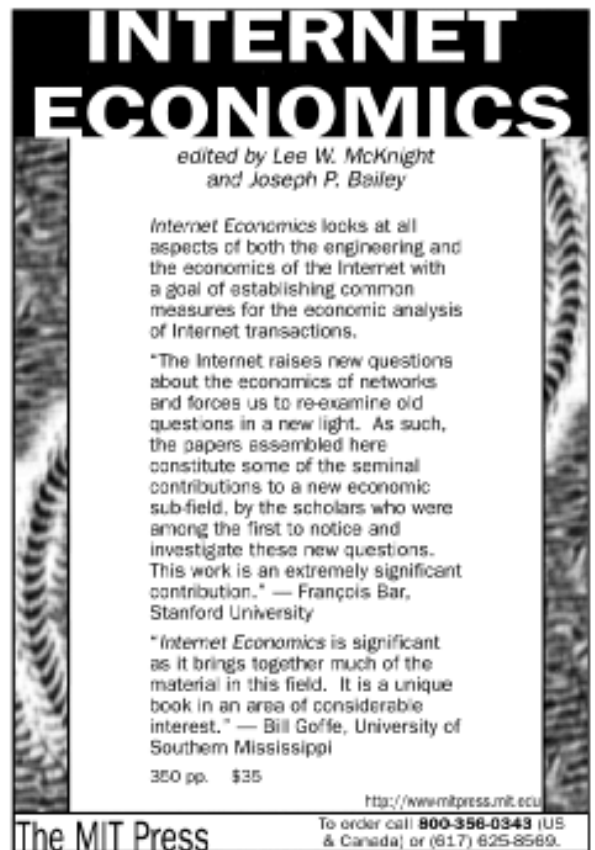 INTERNET
ECONOMICS
edited by Lee W. McKnight
and Joseph P. Bailey
Internet Economics looks at all
aspects of both the engineering and
the economics of the Internet with
a goal of establishing common
measures for the economic analysis
of Internet transactions.
"The Internet raises new questions
about the economics of networks
and forces us to re-examine old
questions in a new light. As such,
the papers assembled here
constitute some of the seminal
contributions to a new economic
sub-field, by the scholars who were
among the first to notice and
investigate these new questions.
This work is an extremely significant
contribution." — François Bar,
Stanford University
"Internet Economics is significant
as it brings together much of the
material in this field. It is a unique
book in an area of considerable
interest." — Bill Goffe, University of
Southern Mississippi
350 pp. $35
http://www-mitpress.mit.edu
The MIT Press
To order call 800-356-0343 (US
& Canada) or (617) 625-8569.